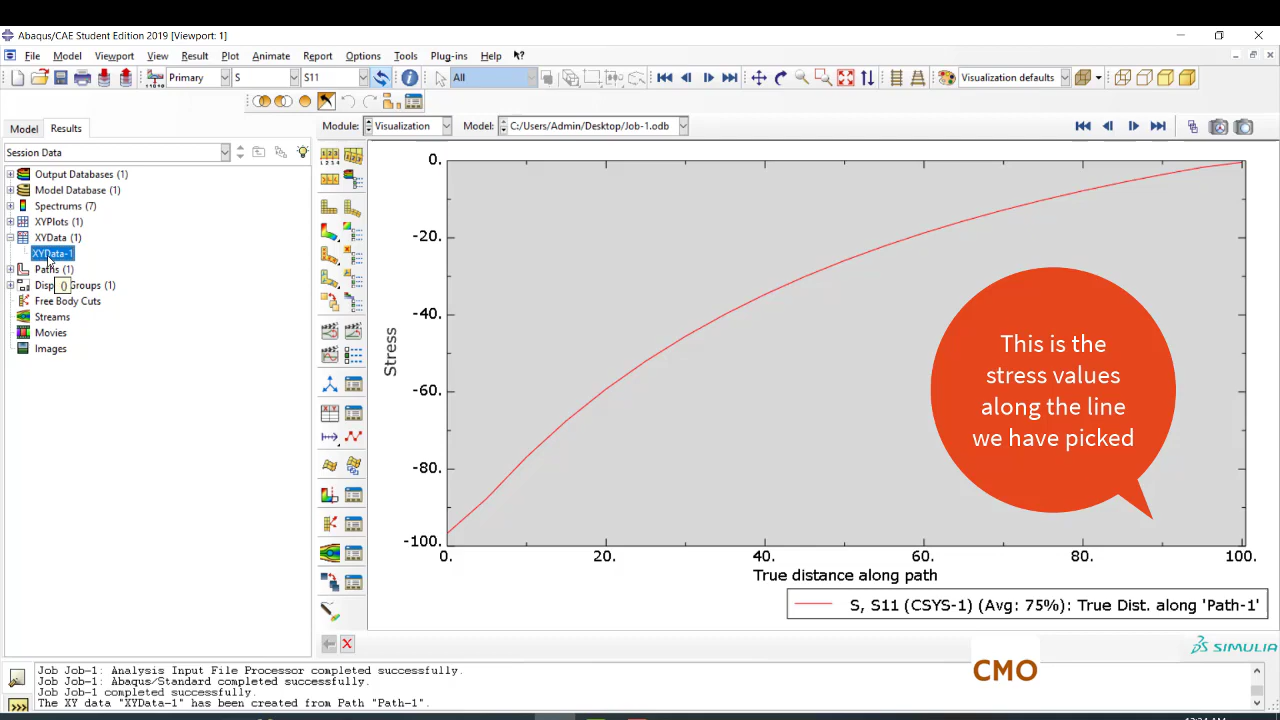 Abaqus/CAE Student Edition 2019 [Viewport: 1]
File Model Viewport View Result Plot Animate Report Options Tools Plug-ins Help
Primary S S11 All Visualization defaults
Model Results Module: Visualization Model: C:/Users/Admin/Desktop/Job-1.odb
Session Data
Output Databases (1)
Model Database (1)
Spectrums (7)
XYPlots (1)
XYData (1)
XYData-1
Paths (1)
Disp () Groups (1)
Free Body Cuts
Streams
Movies
Images
0.
-20.
-40.
-60.
-80.
-100.
Stress
0. 20. 40. 60. 80. 100.
True distance along path
S, S11 (CSYS-1) (Avg: 75%): True Dist. along 'Path-1'
This is the
stress values
along the line
we have picked
SIMULIA
CMO
Job Job-1: Analysis Input File Processor completed successfully.
Job Job-1: Abaqus/Standard completed successfully.
Job Job-1 completed successfully.
The XY data "XYData-1" has been created from Path "Path-1".